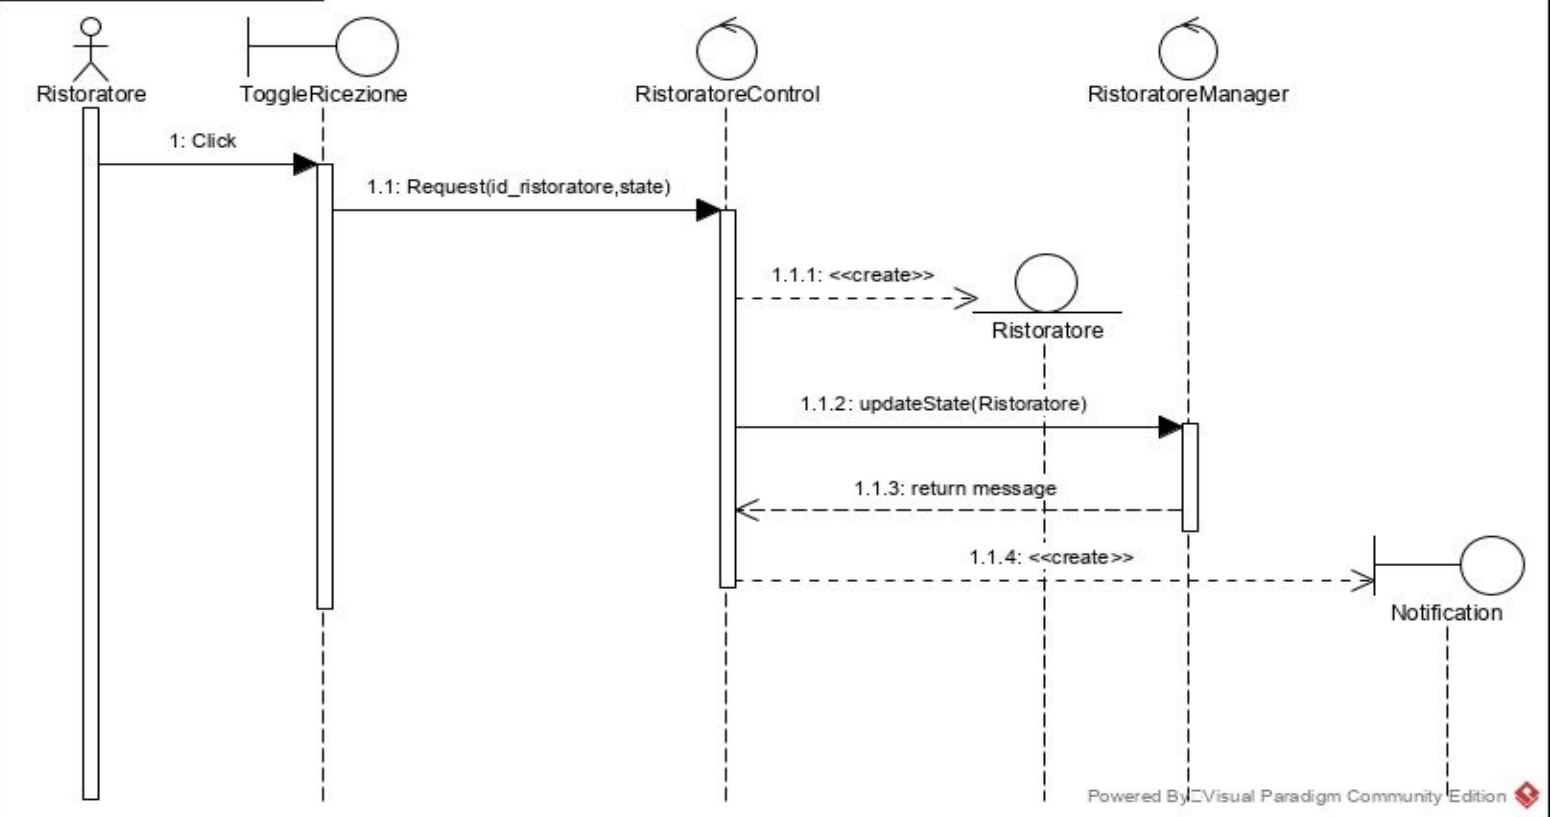 Ristoratore
ToggleRicezione
RistoratoreControl
RistoratoreManager
1: Click
1.1: Request(id_ristoratore,state)
1.1.1: <<create>>
Ristoratore
1.1.2: updateState(Ristoratore)
1.1.3: return message
1.1.4: <<create>>
Notification
Powered By□Visual Paradigm Community Edition